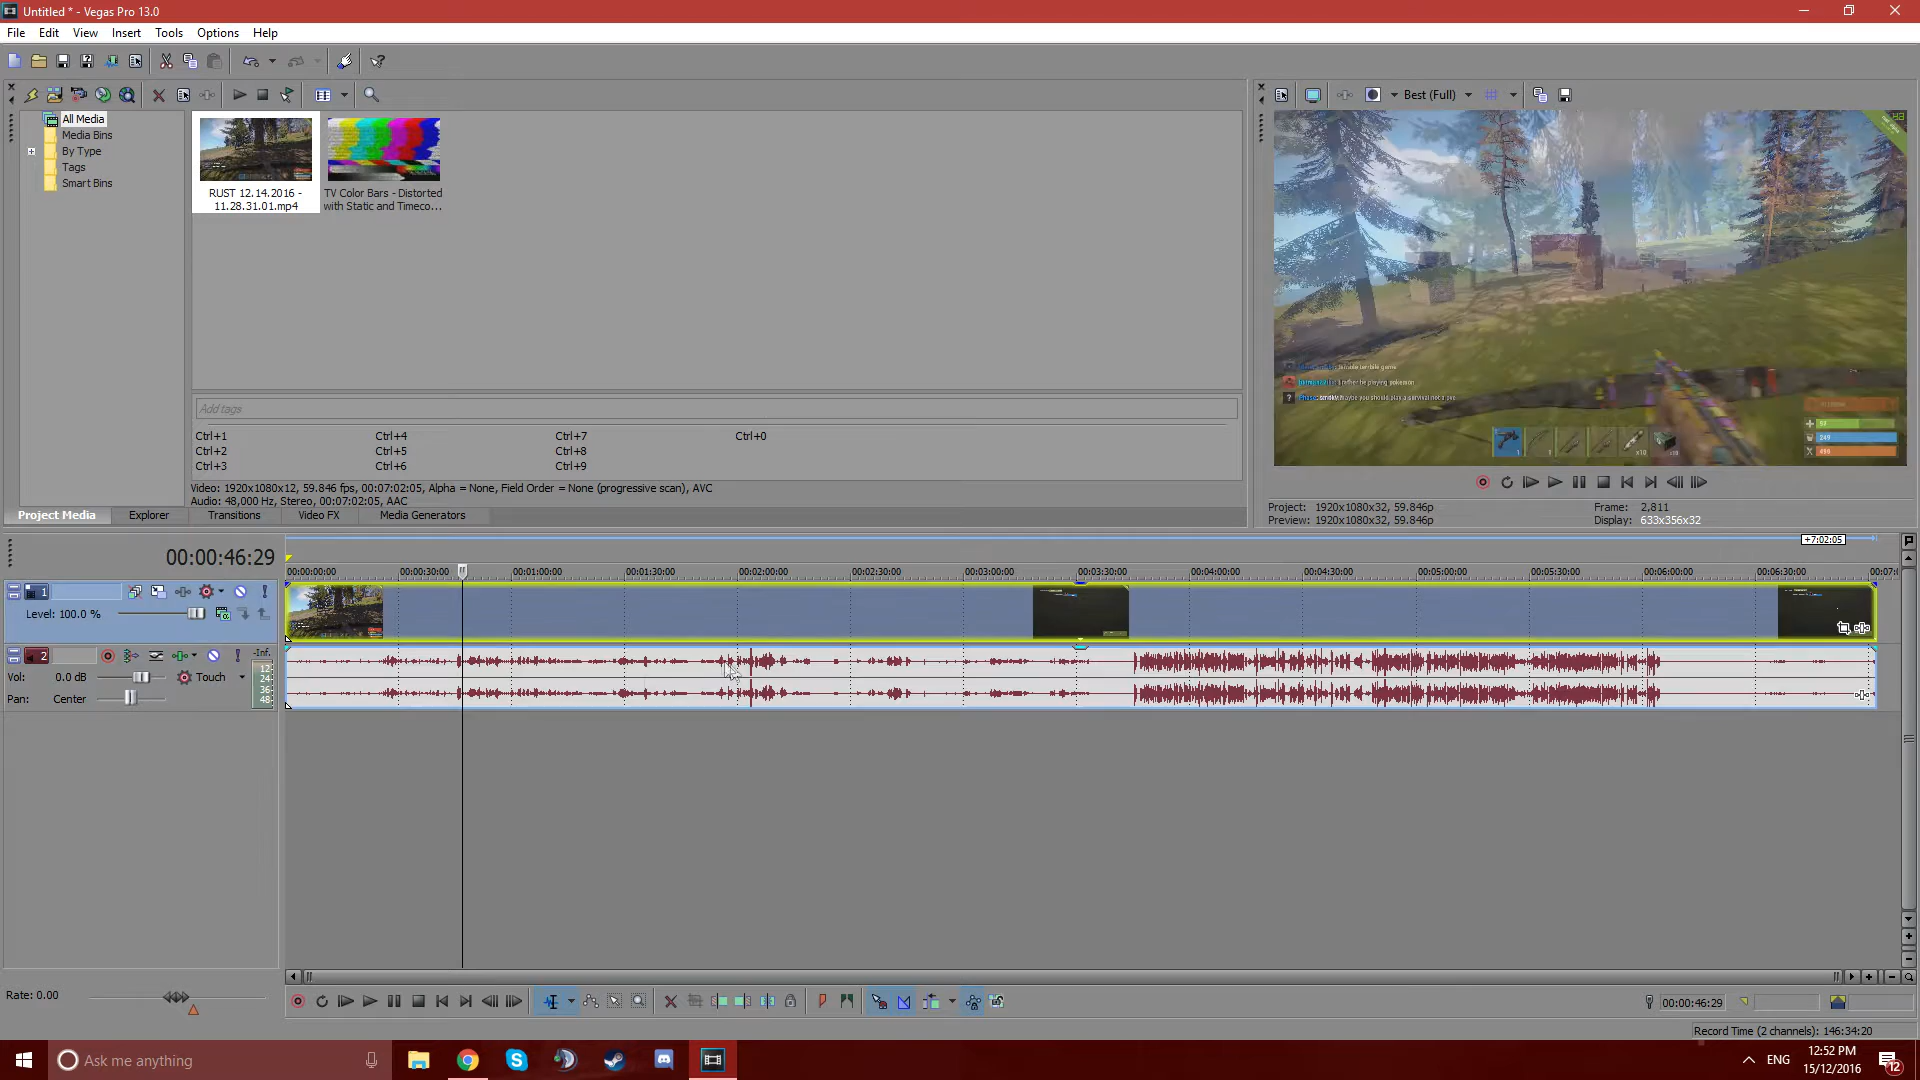 Untitled * - Vegas Pro 13.0
File Edit View Insert Tools Options Help
Best (Full)
All Media
Media Bins
By Type
Tags
Smart Bins
RUST 12.14.2016 -
11.28.31.01.mp4
TV Color Bars - Distorted
with Static and Timeco...
Add tags
Ctrl+1 Ctrl+4 Ctrl+7 Ctrl+0
Ctrl+2 Ctrl+5 Ctrl+8
Ctrl+3 Ctrl+6 Ctrl+9
Video: 1920x1080x12, 59.846 fps, 00:07:02:05, Alpha = None, Field Order = None (progressive scan), AVC
Audio: 48,000 Hz, Stereo, 00:07:02:05, AAC
Project Media Explorer Transitions Video FX Media Generators
Project: 1920x1080x32, 59.846p Frame: 2,811
Preview: 1920x1080x32, 59.846p Display: 633x356x32
+7:02:05
00:00:46:29
00:00:00:00 00:00:30:00 00:01:00:00 00:01:30:00 00:02:00:00 00:02:30:00 00:03:00:00 00:03:30:00 00:04:00:00 00:04:30:00 00:05:00:00 00:05:30:00 00:06:00:00 00:06:30:00 00:07:
1
Level: 100.0 %
2
-Inf.
12
24
36
48
Vol: 0.0 dB Touch
Pan: Center
Rate: 0.00
00:00:46:29
Record Time (2 channels): 146:34:20
Ask me anything
ENG
12:52 PM
15/12/2016
12